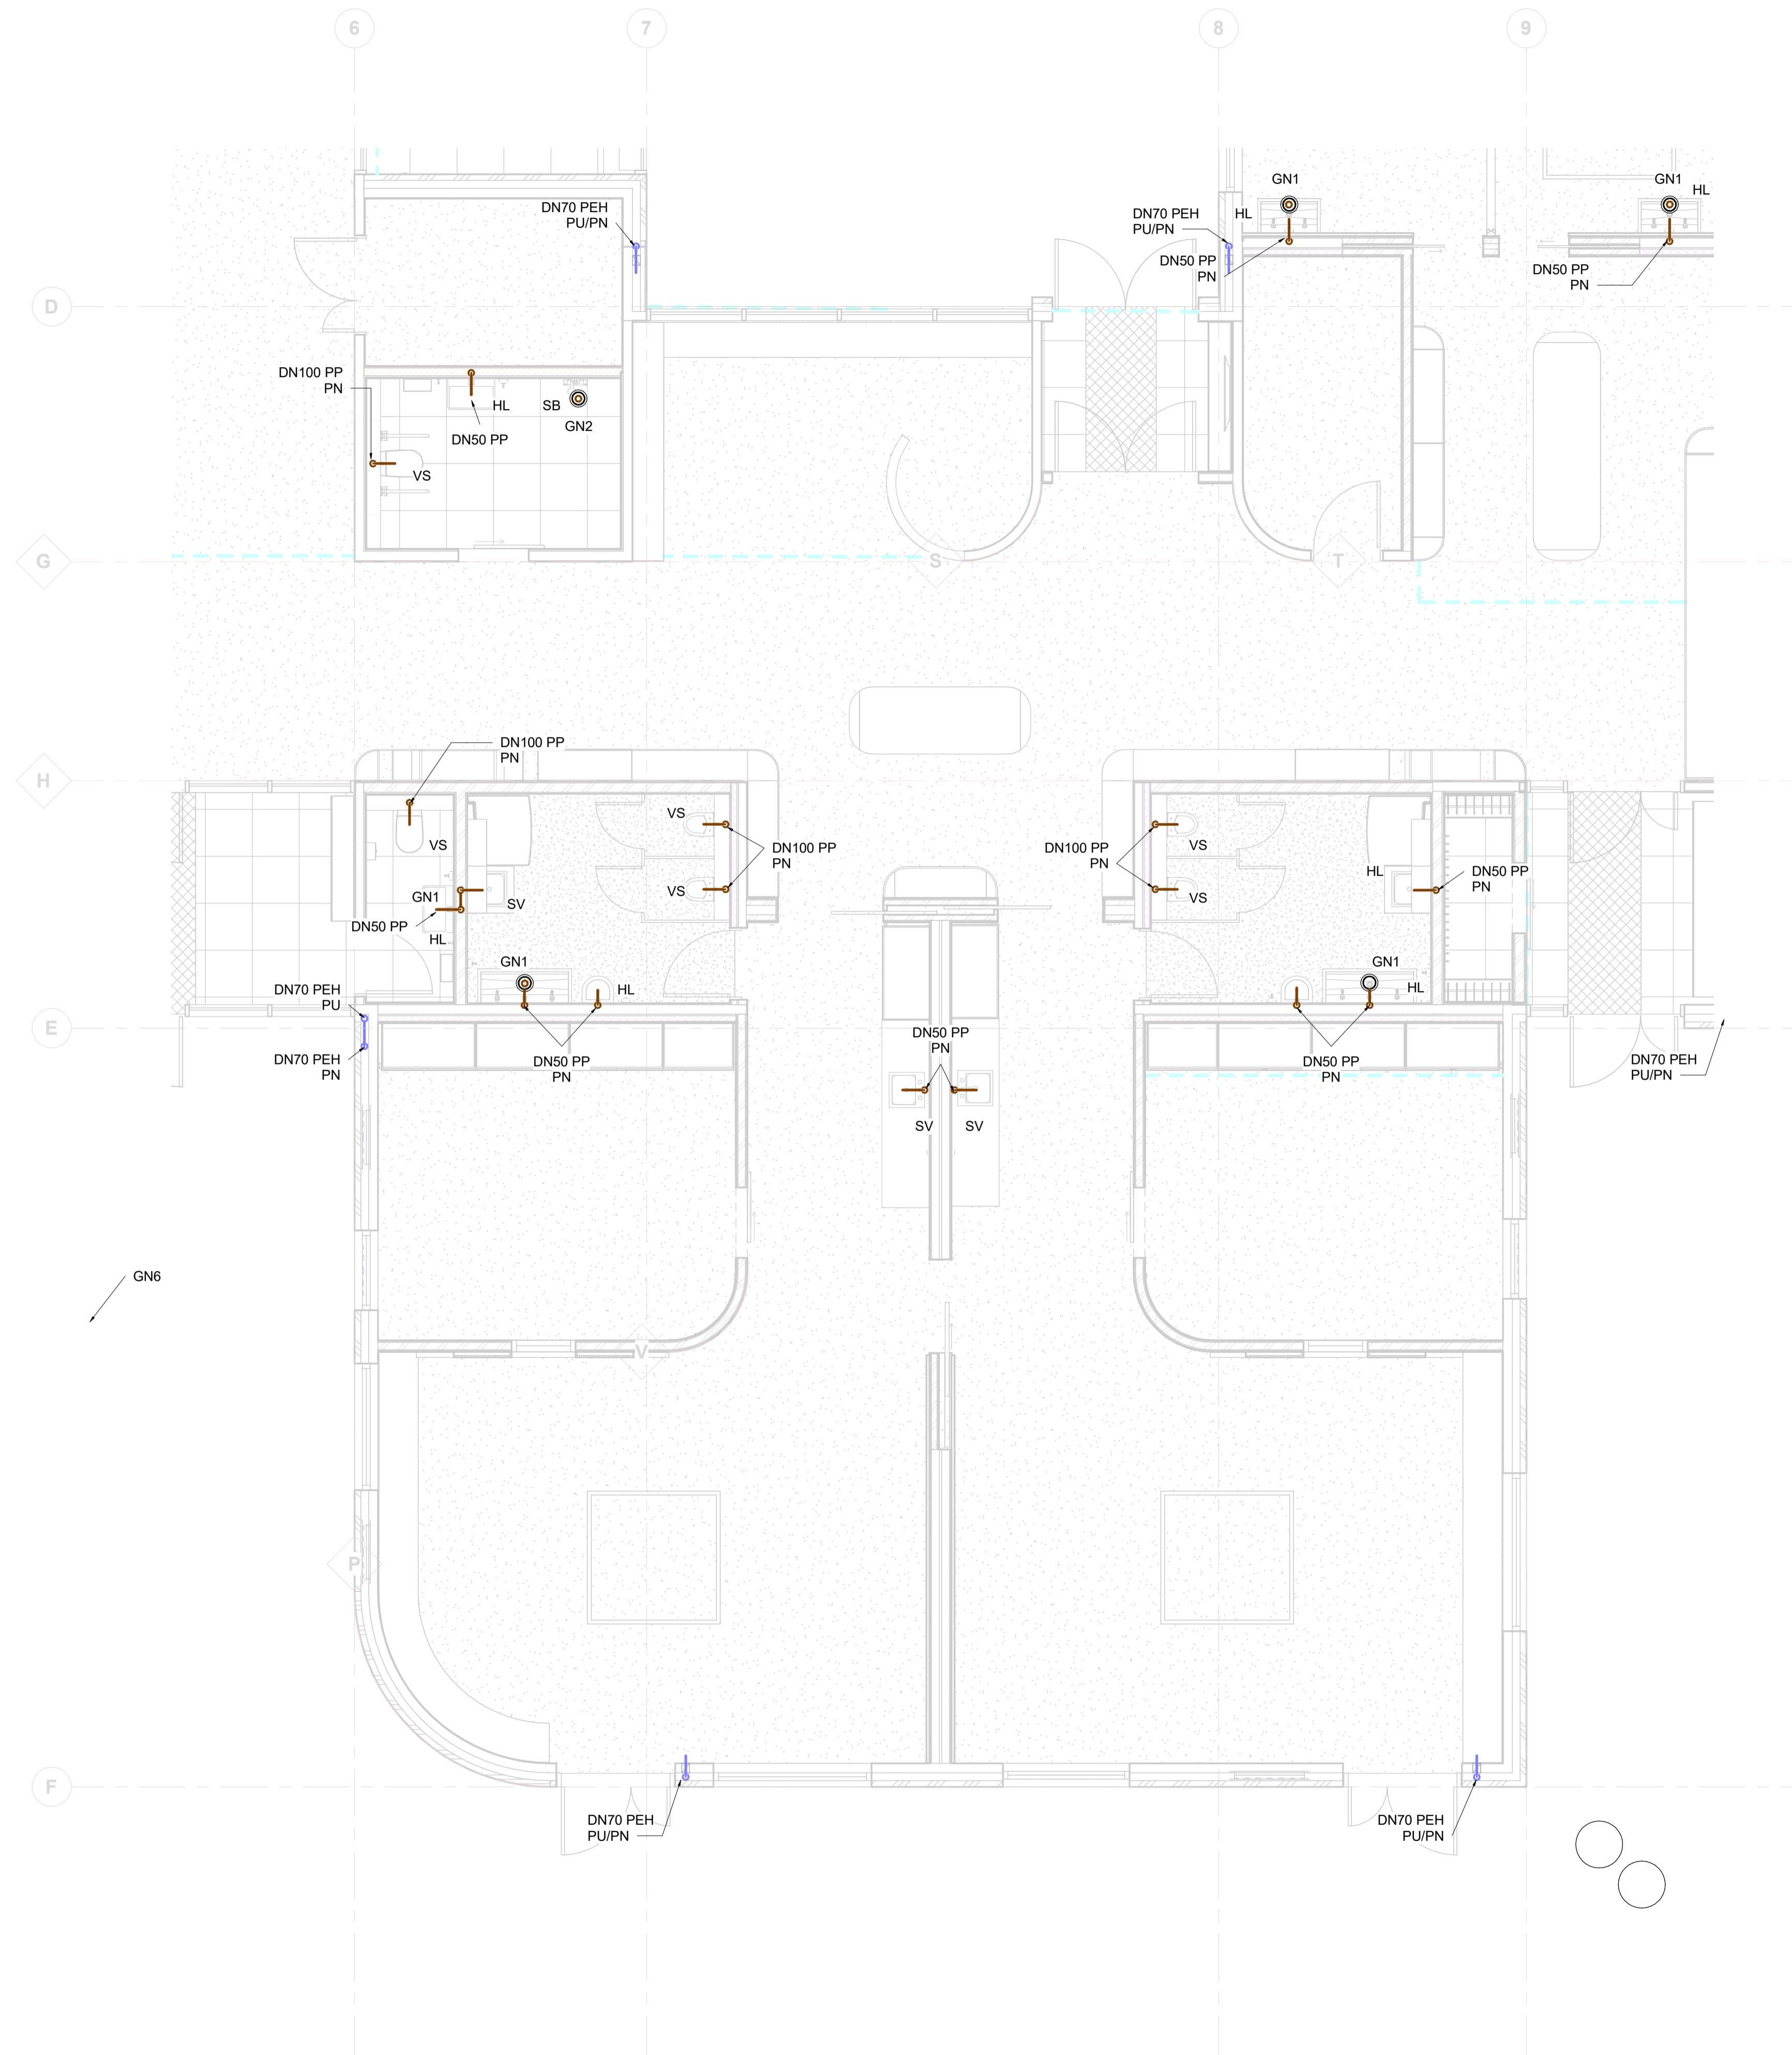 6
7
8
9
GN1
GN1
HL
DN70 PEH
PU/PN
DN70 PEH
PU/PN
HL
DN50 PP
PN
DN50 PP
PN
D
DN100 PP
PN
HL
SB
GN2
DN50 PP
VS
G
S
T
DN100 PP
PN
H
VS
VS
DN100 PP
PN
VS
GN1
SV
DN50 PP
HL
VS
DN100 PP
PN
VS
VS
HL
DN50 PP
PN
GN1
HL
GN1
HL
DN70 PEH
PU
E
DN70 PEH
PN
DN50 PP
PN
DN50 PP
PN
SV
SV
DN50 PP
PN
DN70 PEH
PU/PN
GN6
V
P
F
DN70 PEH
PU/PN
DN70 PEH
PU/PN